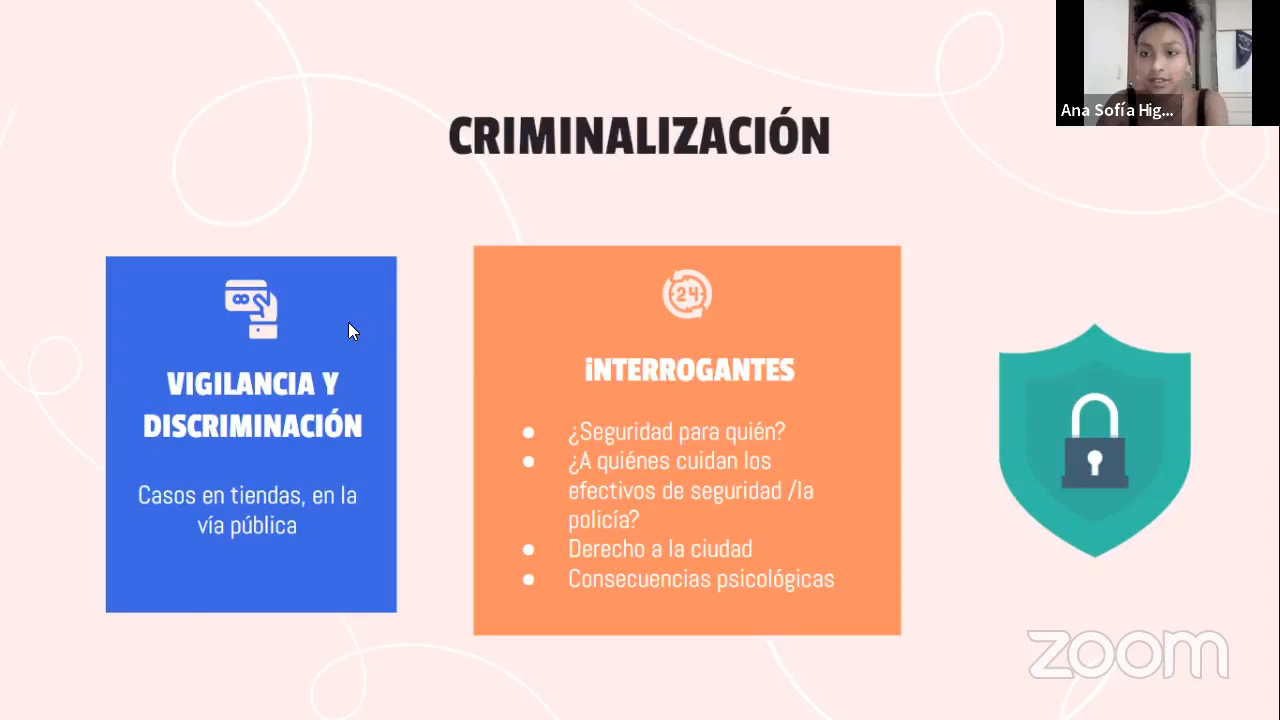 CRIMINALIZACIÓN
Ana Sofía Hig...
VIGILANCIA Y
DISCRIMINACIÓN
Casos en tiendas, en la
vía pública
24
iNTERROGANTES
● ¿Seguridad para quién?
● ¿A quiénes cuidan los
efectivos de seguridad /la
policía?
● Derecho a la ciudad
● Consecuencias psicológicas
zoom